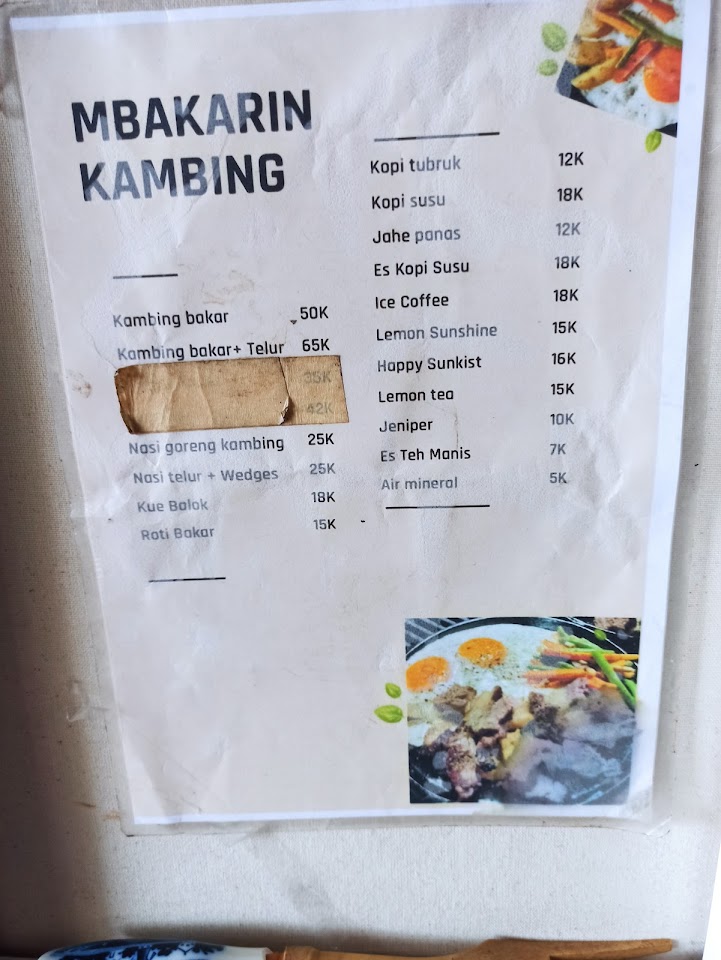 MBAKARIN
KAMBING
Kambing bakar 50K
Kambing bakar+ Telur 65K
35K
42K
Nasi goreng kambing 25K
Nasi telur + Wedges 25K
Kue Balok 18K
Roti Bakar 15K
Kopi tubruk 12K
Kopi susu 18K
Jahe panas 12K
Es Kopi Susu 18K
Ice Coffee 18K
Lemon Sunshine 15K
Happy Sunkist 16K
Lemon tea 15K
Jeniper 10K
Es Teh Manis 7K
Air mineral 5K